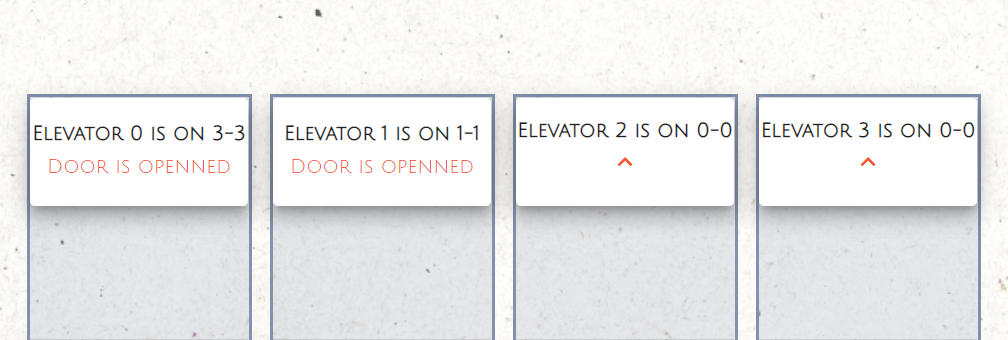 Elevator 0 is on 3-3
Door is openned
Elevator 1 is on 1-1
Door is openned
Elevator 2 is on 0-0
Elevator 3 is on 0-0